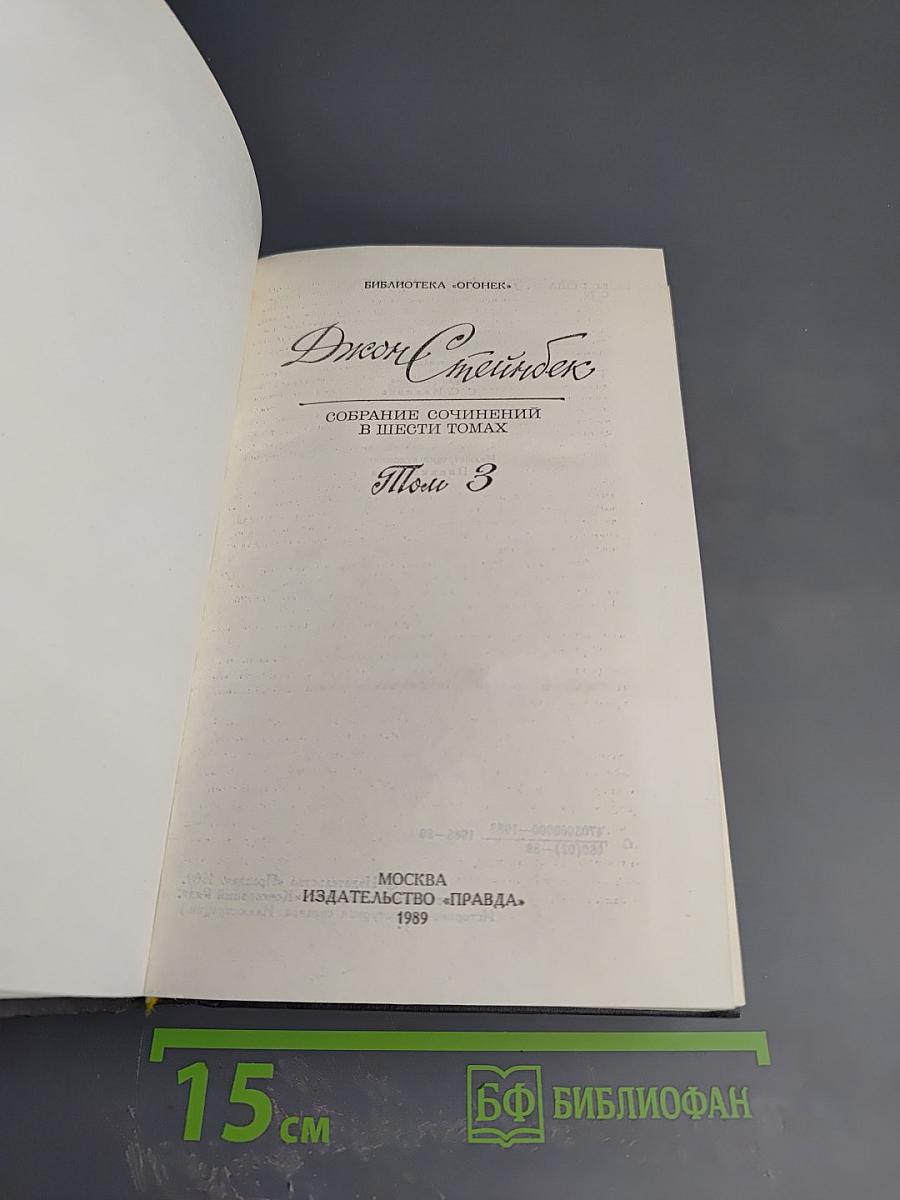 БИБЛИОТЕКА «ОГОНЕК»
Джон Стейнбек
СОБРАНИЕ СОЧИНЕНИЙ
В ШЕСТИ ТОМАХ
Том 3
МОСКВА
ИЗДАТЕЛЬСТВО «ПРАВДА»
1989
15 см
БФ БИБЛИОФАН